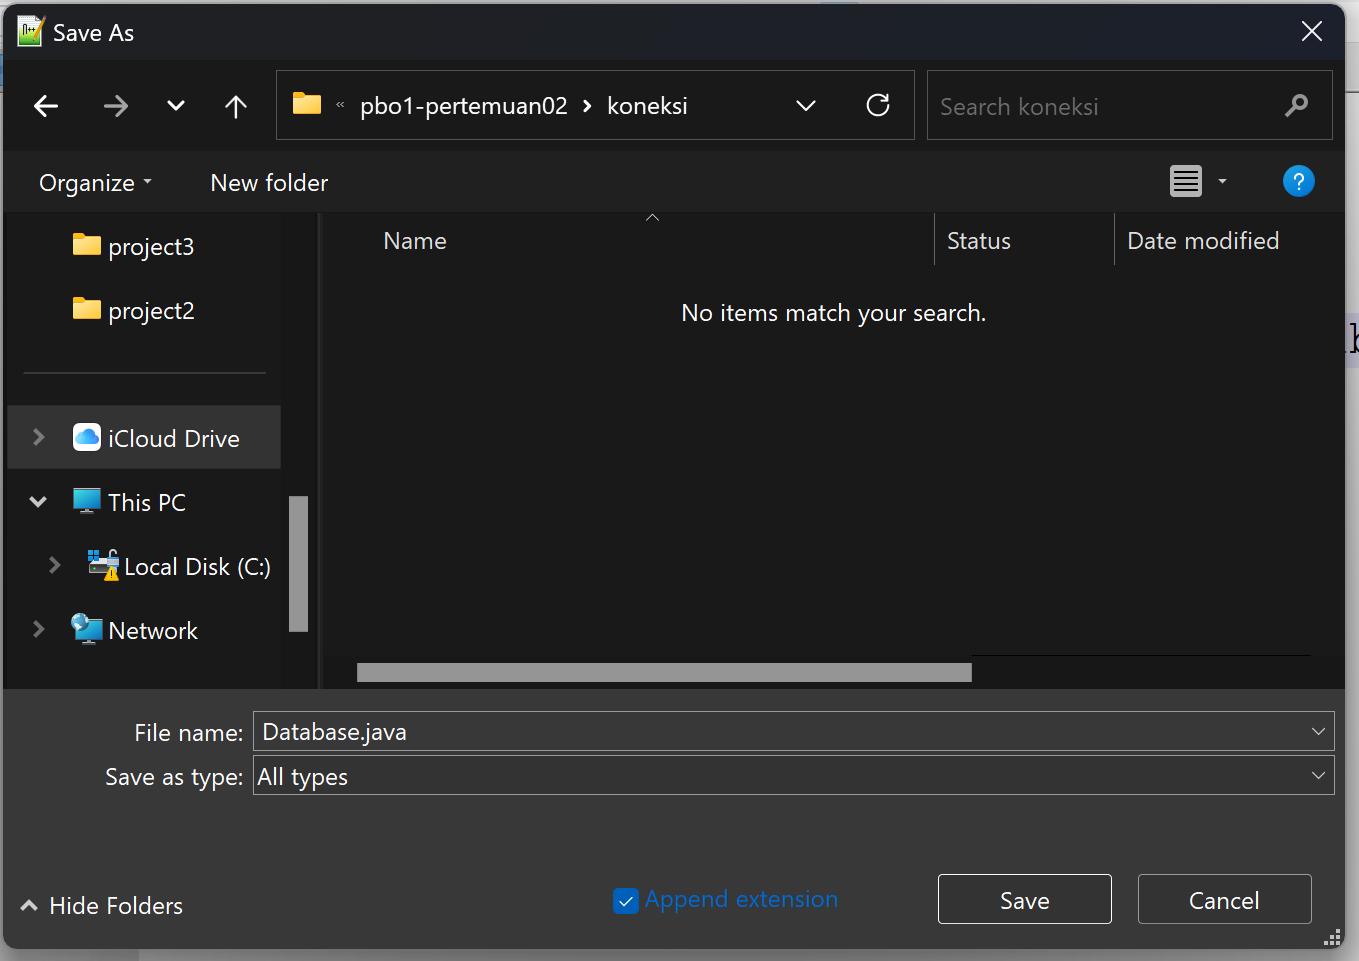 Save As
« pbo1-pertemuan02 > koneksi
Search koneksi
Organize
New folder
?
Name
Status
Date modified
project3
project2
No items match your search.
iCloud Drive
This PC
Local Disk (C:)
Network
File name: Database.java
Save as type: All types
Hide Folders
Append extension
Save
Cancel